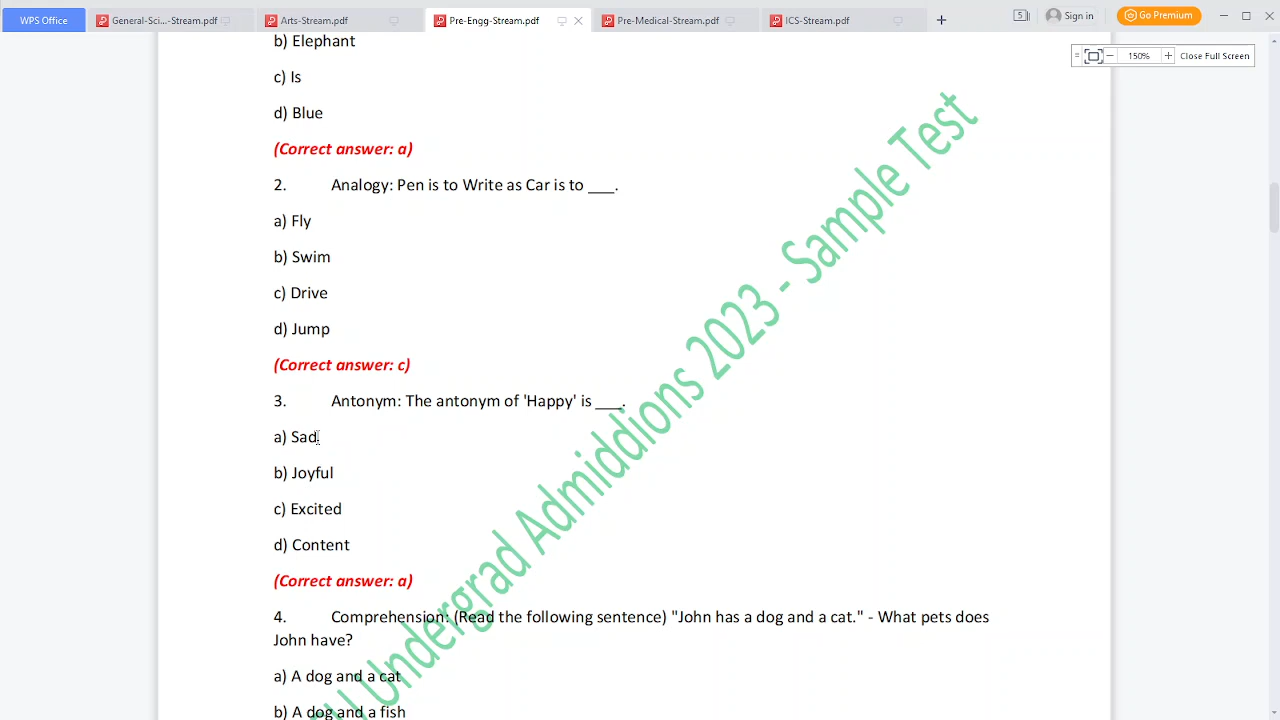 WPS Office
General-Sci...-Stream.pdf
Arts-Stream.pdf
Pre-Engg-Stream.pdf
Pre-Medical-Stream.pdf
ICS-Stream.pdf
5
Sign in
Go Premium
150%
Close Full Screen
b) Elephant
c) Is
d) Blue
(Correct answer: a)
2. Analogy: Pen is to Write as Car is to ___.
a) Fly
b) Swim
c) Drive
d) Jump
(Correct answer: c)
3. Antonym: The antonym of 'Happy' is ___.
a) Sad
b) Joyful
c) Excited
d) Content
(Correct answer: a)
4. Comprehension: (Read the following sentence) "John has a dog and a cat." - What pets does
John have?
a) A dog and a cat
b) A dog and a fish
Undergrad Admiddions 2023 - Sample Test